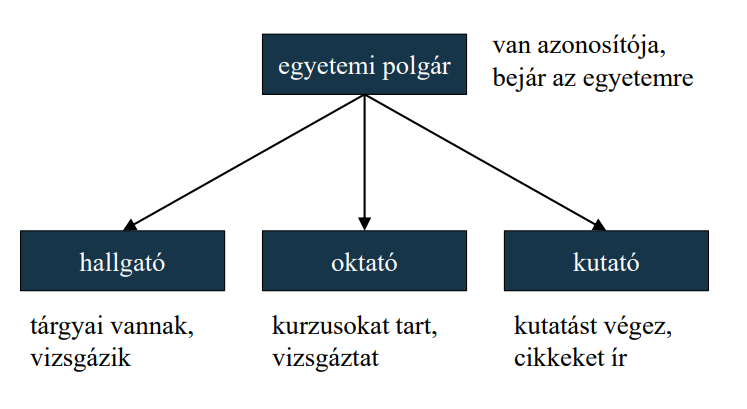 egyetemi polgár
van azonosítója,
bejár az egyetemre
hallgató
oktató
kutató
tárgyai vannak,
vizsgázik
kurzusokat tart,
vizsgáztat
kutatást végez,
cikkeket ír